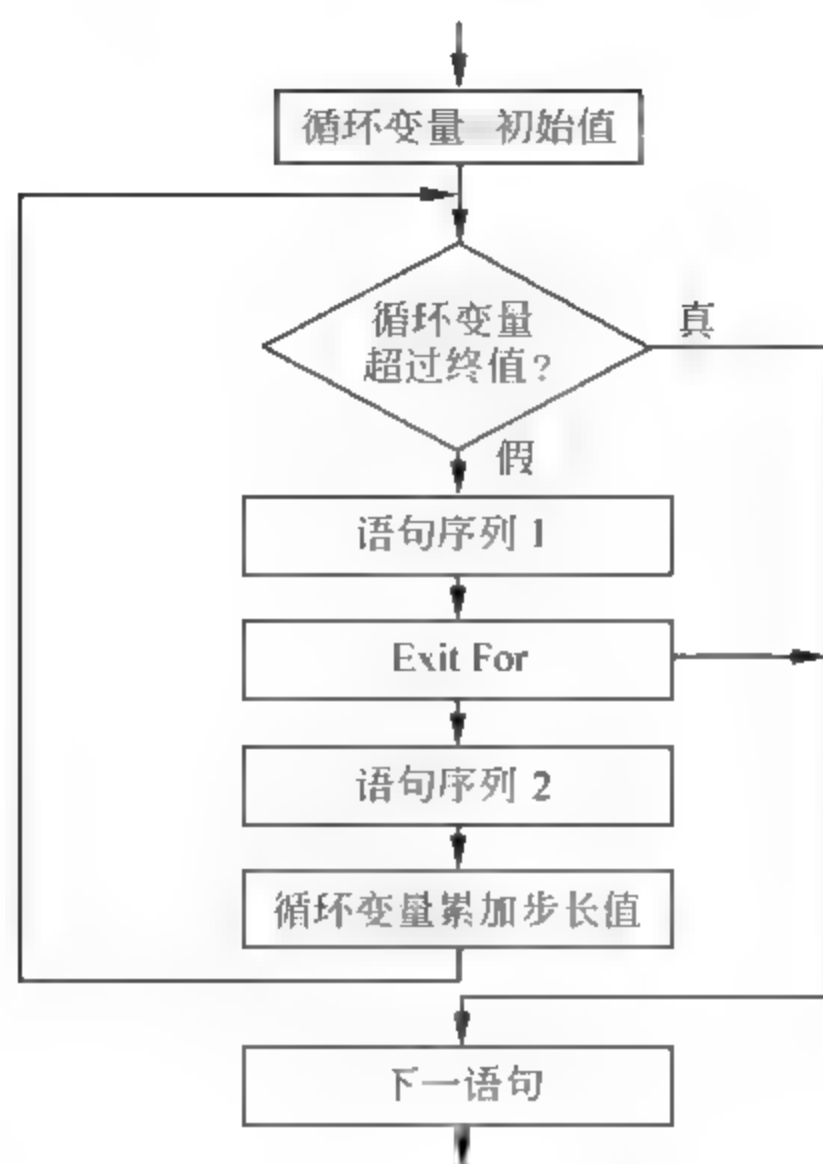 循环变量 初始值
循环变量
超过终值?
真
假
语句序列 1
Exit For
语句序列 2
循环变量累加步长值
下一语句